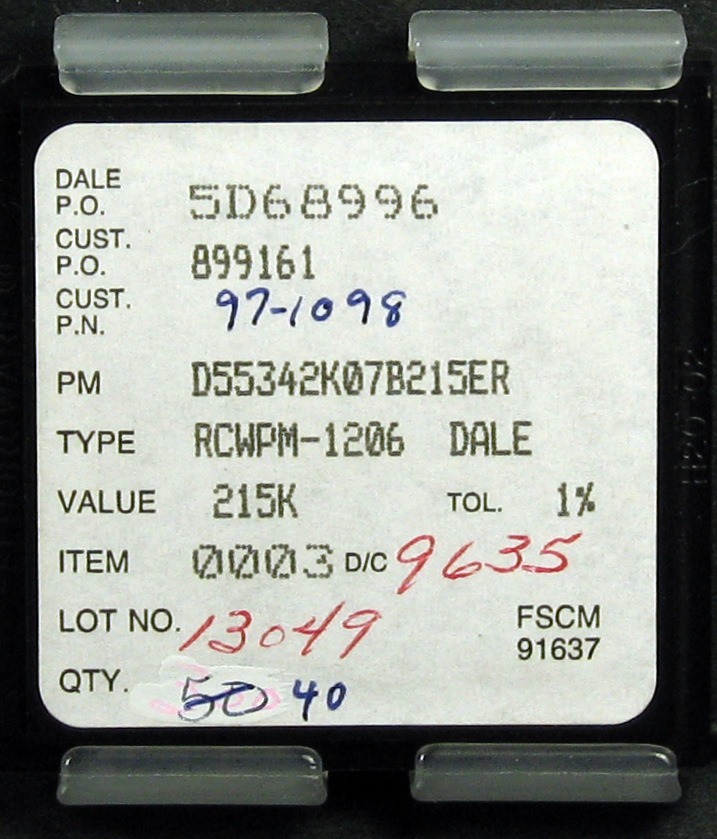 DALE P.O. 5D68996
CUST. P.O. 899161
CUST. P.N. 97-1098
PM D55342K07B215ER
TYPE RCWPM-1206 DALE
VALUE 215K TOL. 1%
ITEM 0003 D/C 9635
LOT NO. 13049
FSCM 91637
QTY. 50 40